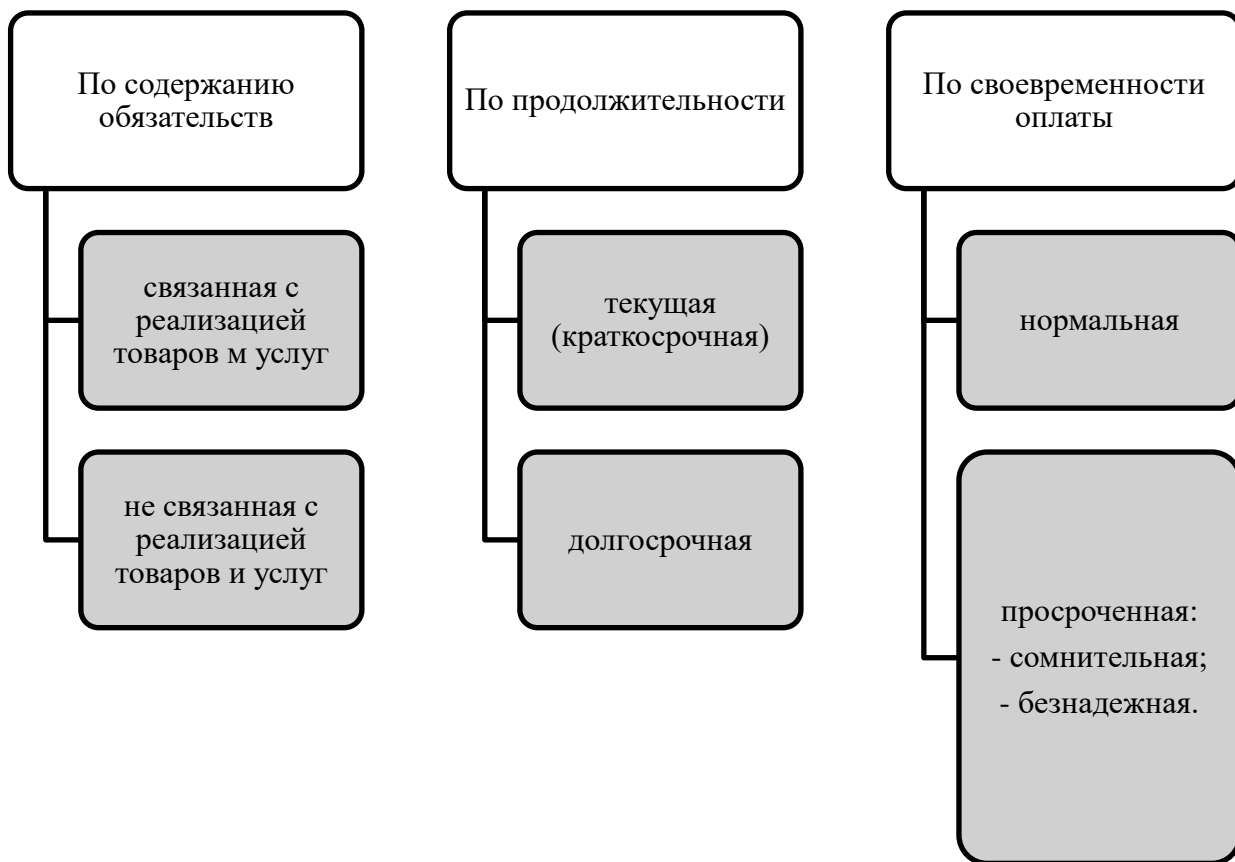 По содержанию
обязательств
связанная с
реализацией
товаров м услуг
не связанная с
реализацией
товаров и услуг
По продолжительности
текущая
(краткосрочная)
долгосрочная
По своевременности
оплаты
нормальная
просроченная:
- сомнительная;
- безнадежная.